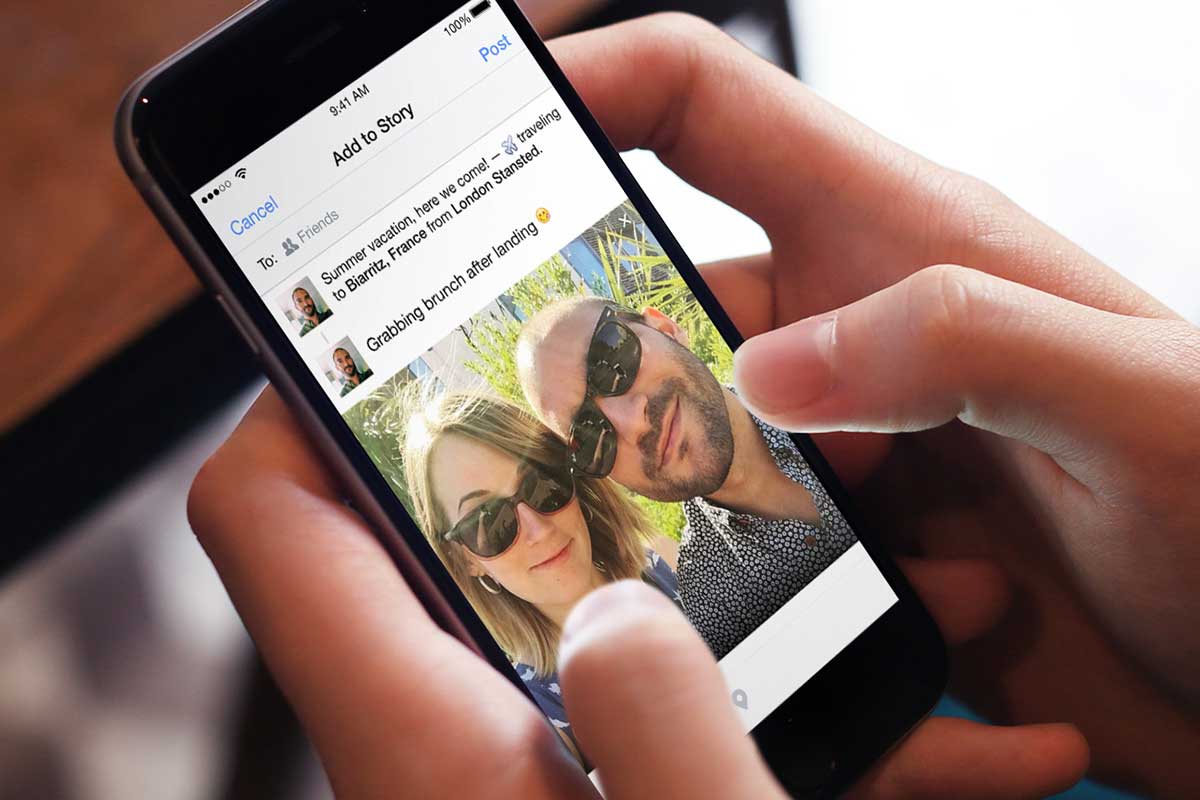 100%
9:41 AM
Cancel
Add to Story
Post
To: Friends
Summer vacation, here we come! — ✈ traveling
to Biarritz, France from London Stansted.
Grabbing brunch after landing 😋